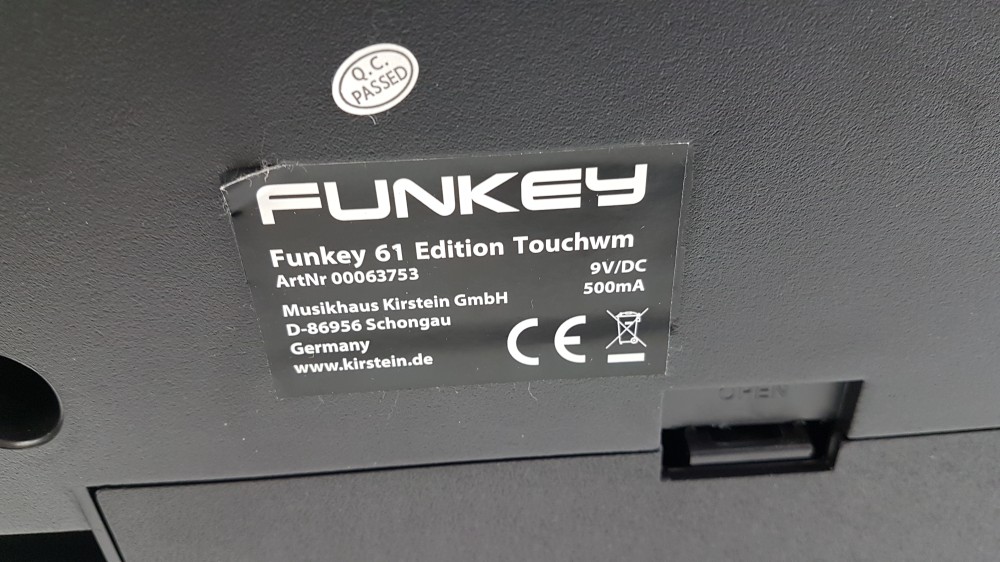 Q.C.
PASSED
FUNKEY
Funkey 61 Edition Touchwm
ArtNr 00063753
9V/DC
500mA
Musikhaus Kirstein GmbH
D-86956 Schongau
Germany
www.kirstein.de
CE
OPEN